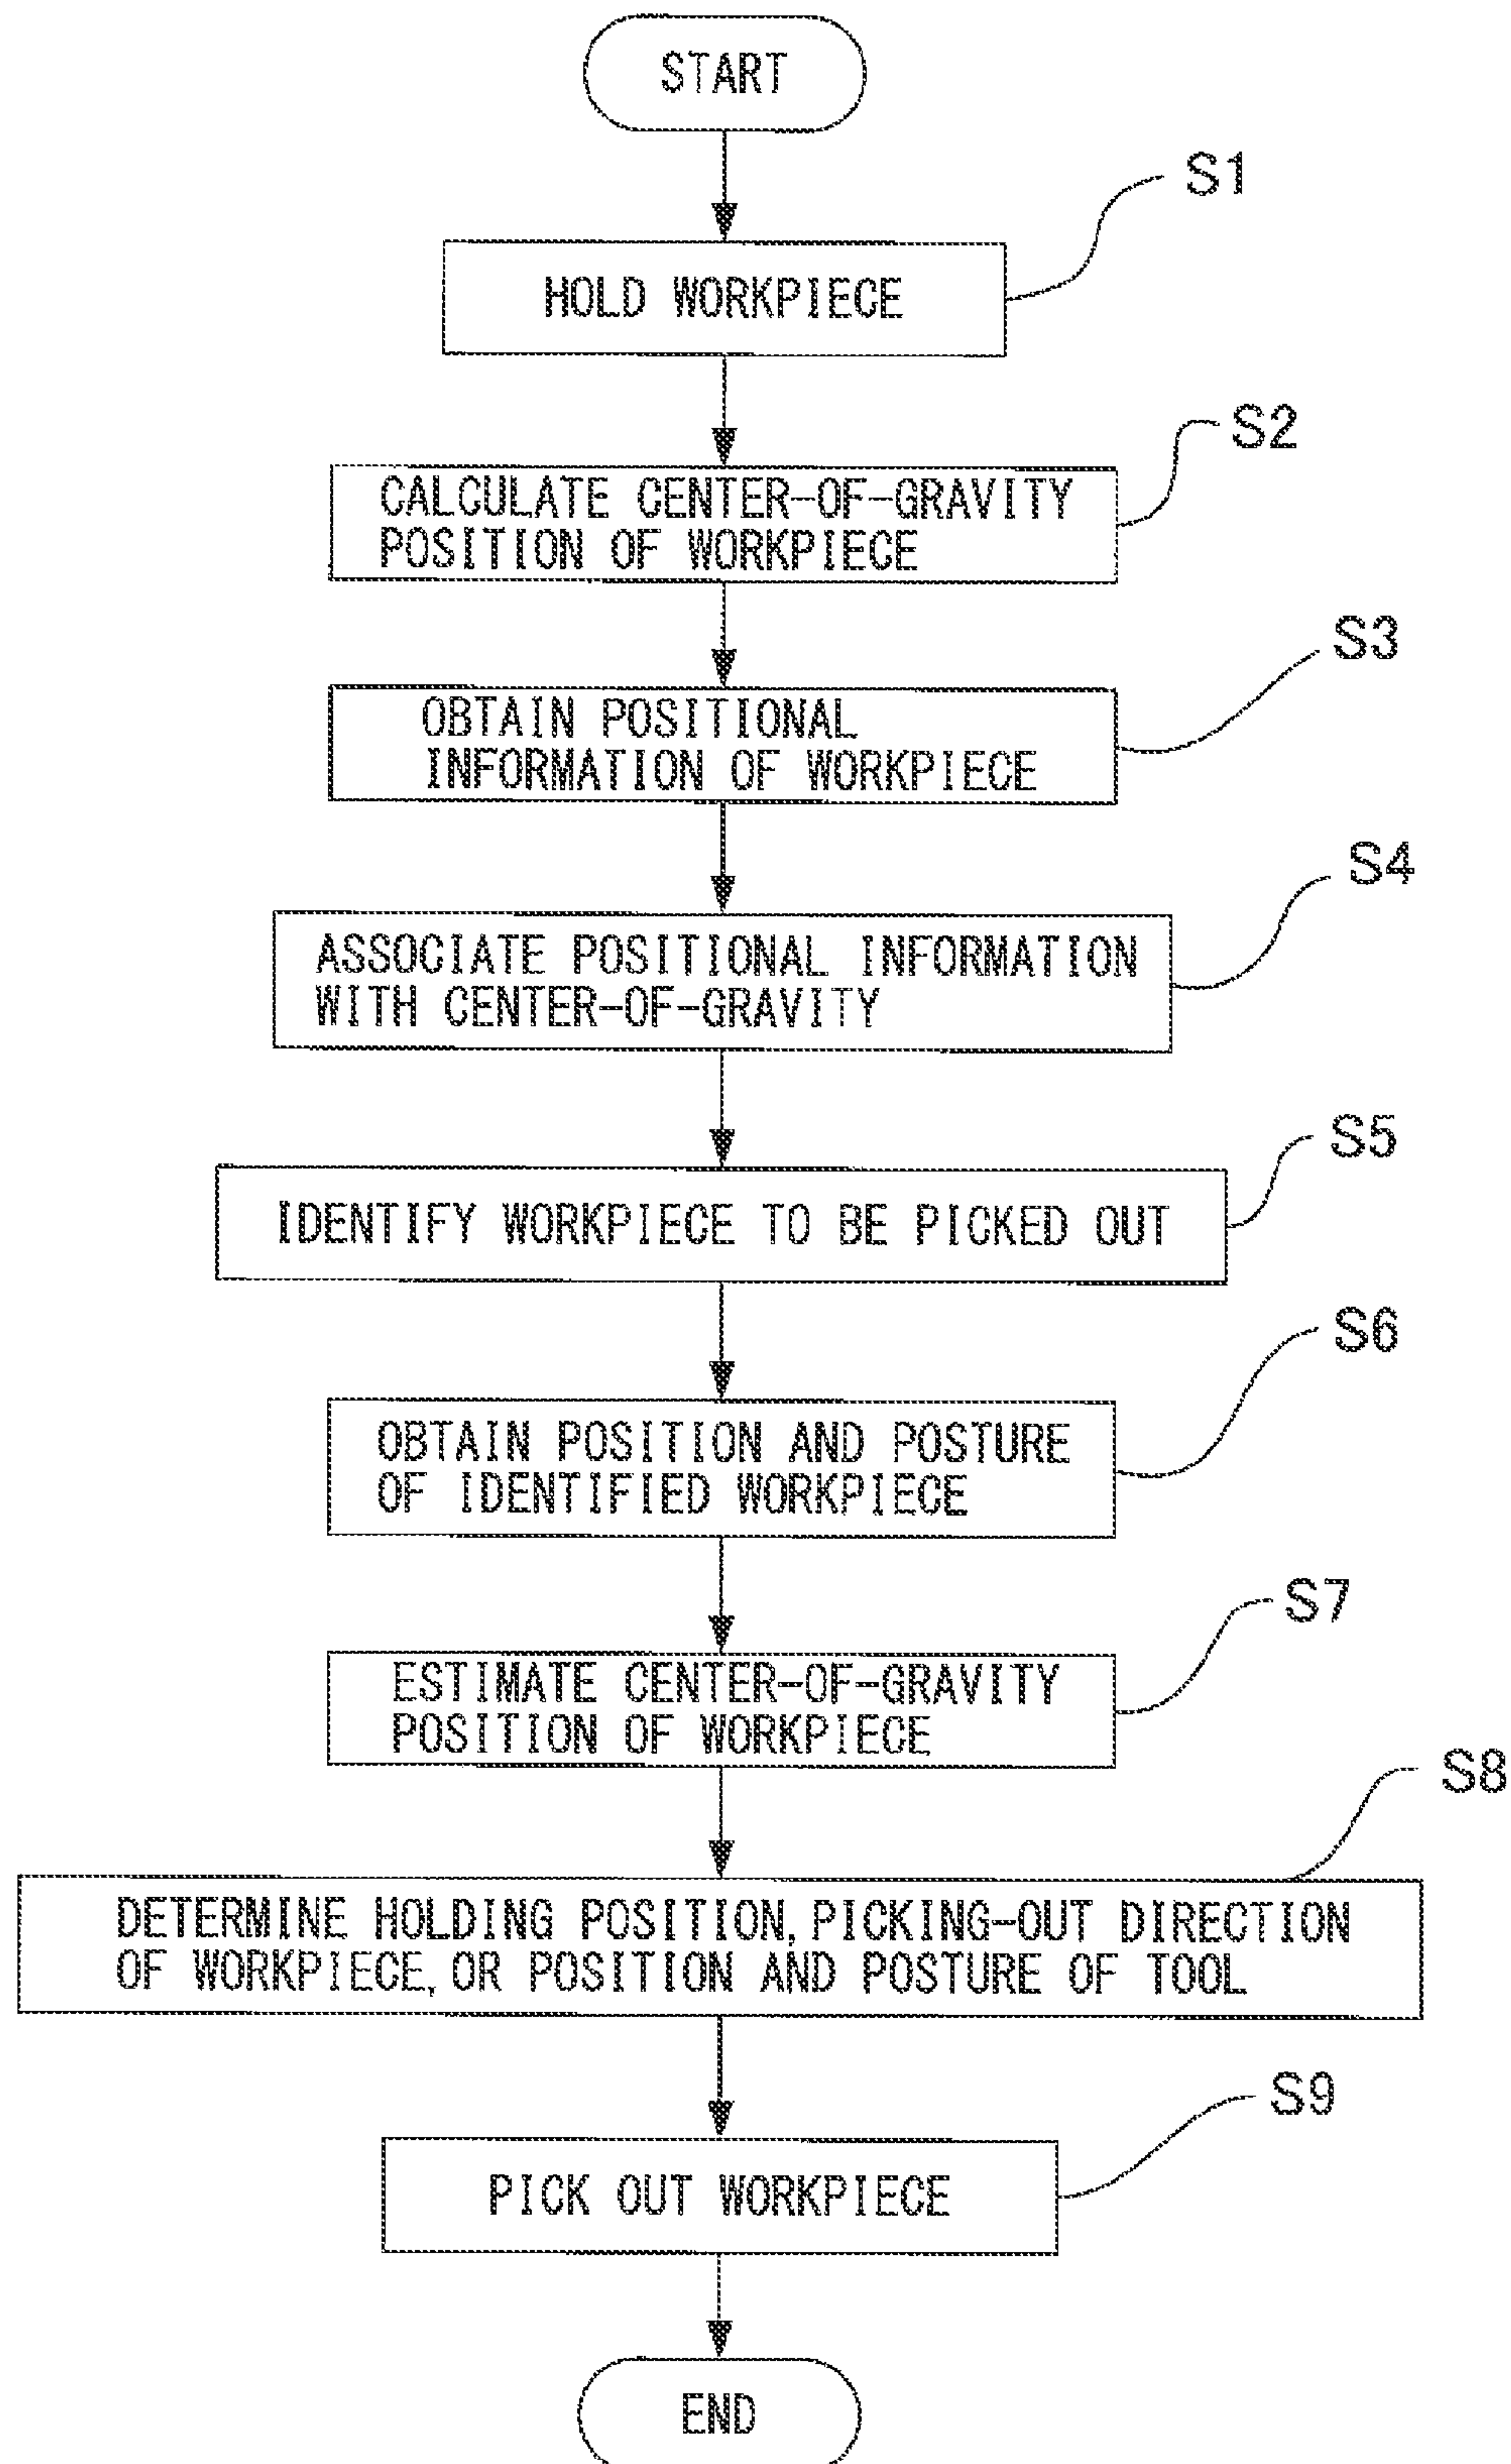 START
S1
HOLD WORKPIECE
S2
CALCULATE CENTER-OF-GRAVITY
POSITION OF WORKPIECE
S3
OBTAIN POSITIONAL
INFORMATION OF WORKPIECE
S4
ASSOCIATE POSITIONAL INFORMATION
WITH CENTER-OF-GRAVITY
S5
IDENTIFY WORKPIECE TO BE PICKED OUT
S6
OBTAIN POSITION AND POSTURE
OF IDENTIFIED WORKPIECE
S7
ESTIMATE CENTER-OF-GRAVITY
POSITION OF WORKPIECE
S8
DETERMINE HOLDING POSITION, PICKING-OUT DIRECTION
OF WORKPIECE, OR POSITION AND POSTURE OF TOOL
S9
PICK OUT WORKPIECE
END